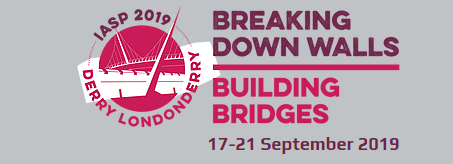 IASP 2019
DERRY LONDONDERRY
BREAKING
DOWN WALLS
BUILDING
BRIDGES
17-21 September 2019